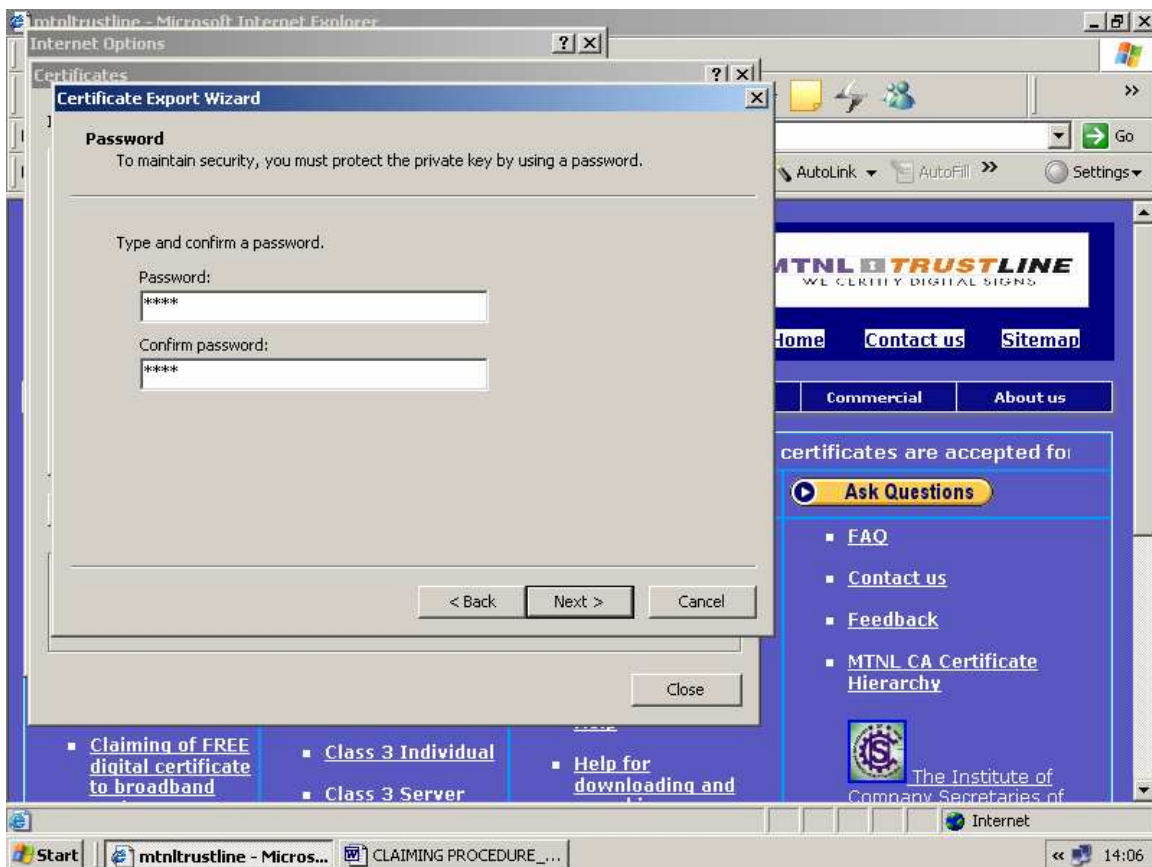 mtnltrustline - Microsoft Internet Explorer
Internet Options
Certificates
Certificate Export Wizard
Password
To maintain security, you must protect the private key by using a password.
Type and confirm a password.
Password:
****
Confirm password:
****
< Back
Next >
Cancel
Close
Go
AutoLink
AutoFill
Settings
MTNL TRUSTLINE
WE CERTIFY DIGITAL SIGNS
Home
Contact us
Sitemap
Commercial
About us
certificates are accepted for
Ask Questions
FAQ
Contact us
Feedback
MTNL CA Certificate
Hierarchy
The Institute of
Company Secretaries of
Claiming of FREE
digital certificate
to broadband
Class 3 Individual
Class 3 Server
Help
Help for
downloading and
Internet
Start
mtnltrustline - Micros...
CLAIMING PROCEDURE_...
14:06